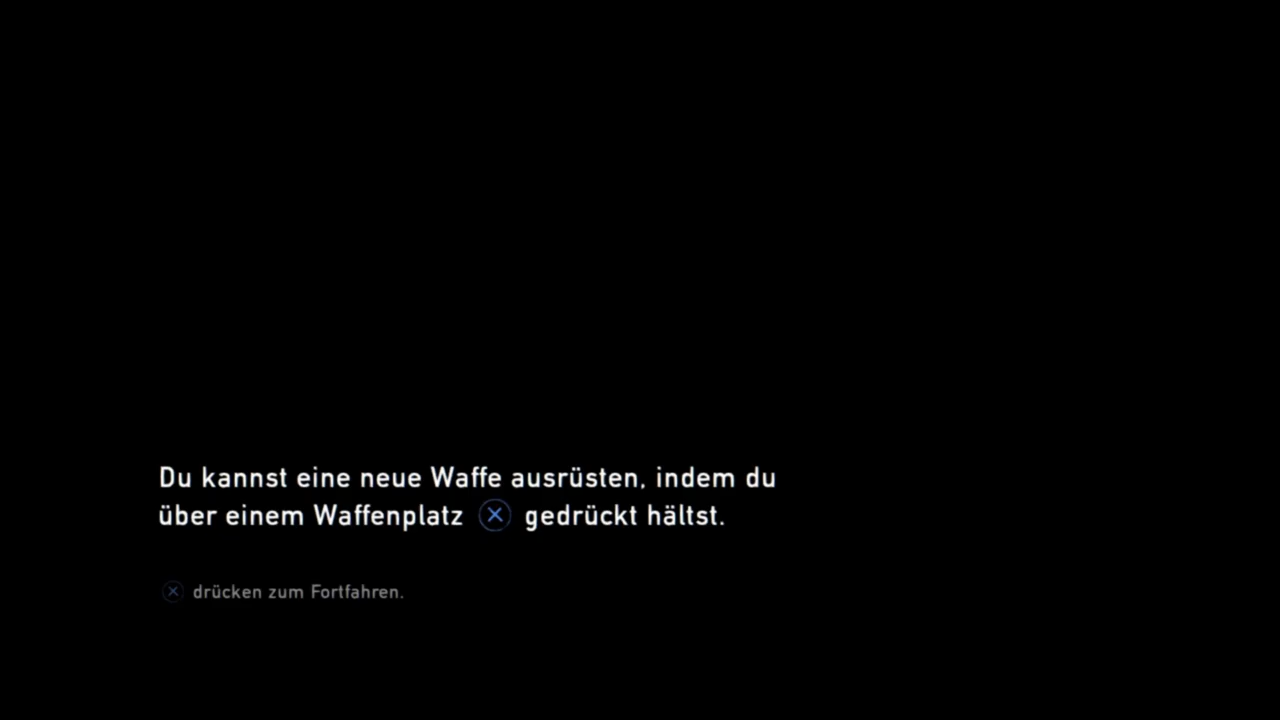 Du kannst eine neue Waffe ausrüsten, indem du
über einem Waffenplatz ⓧ gedrückt hältst.
ⓧ drücken zum Fortfahren.